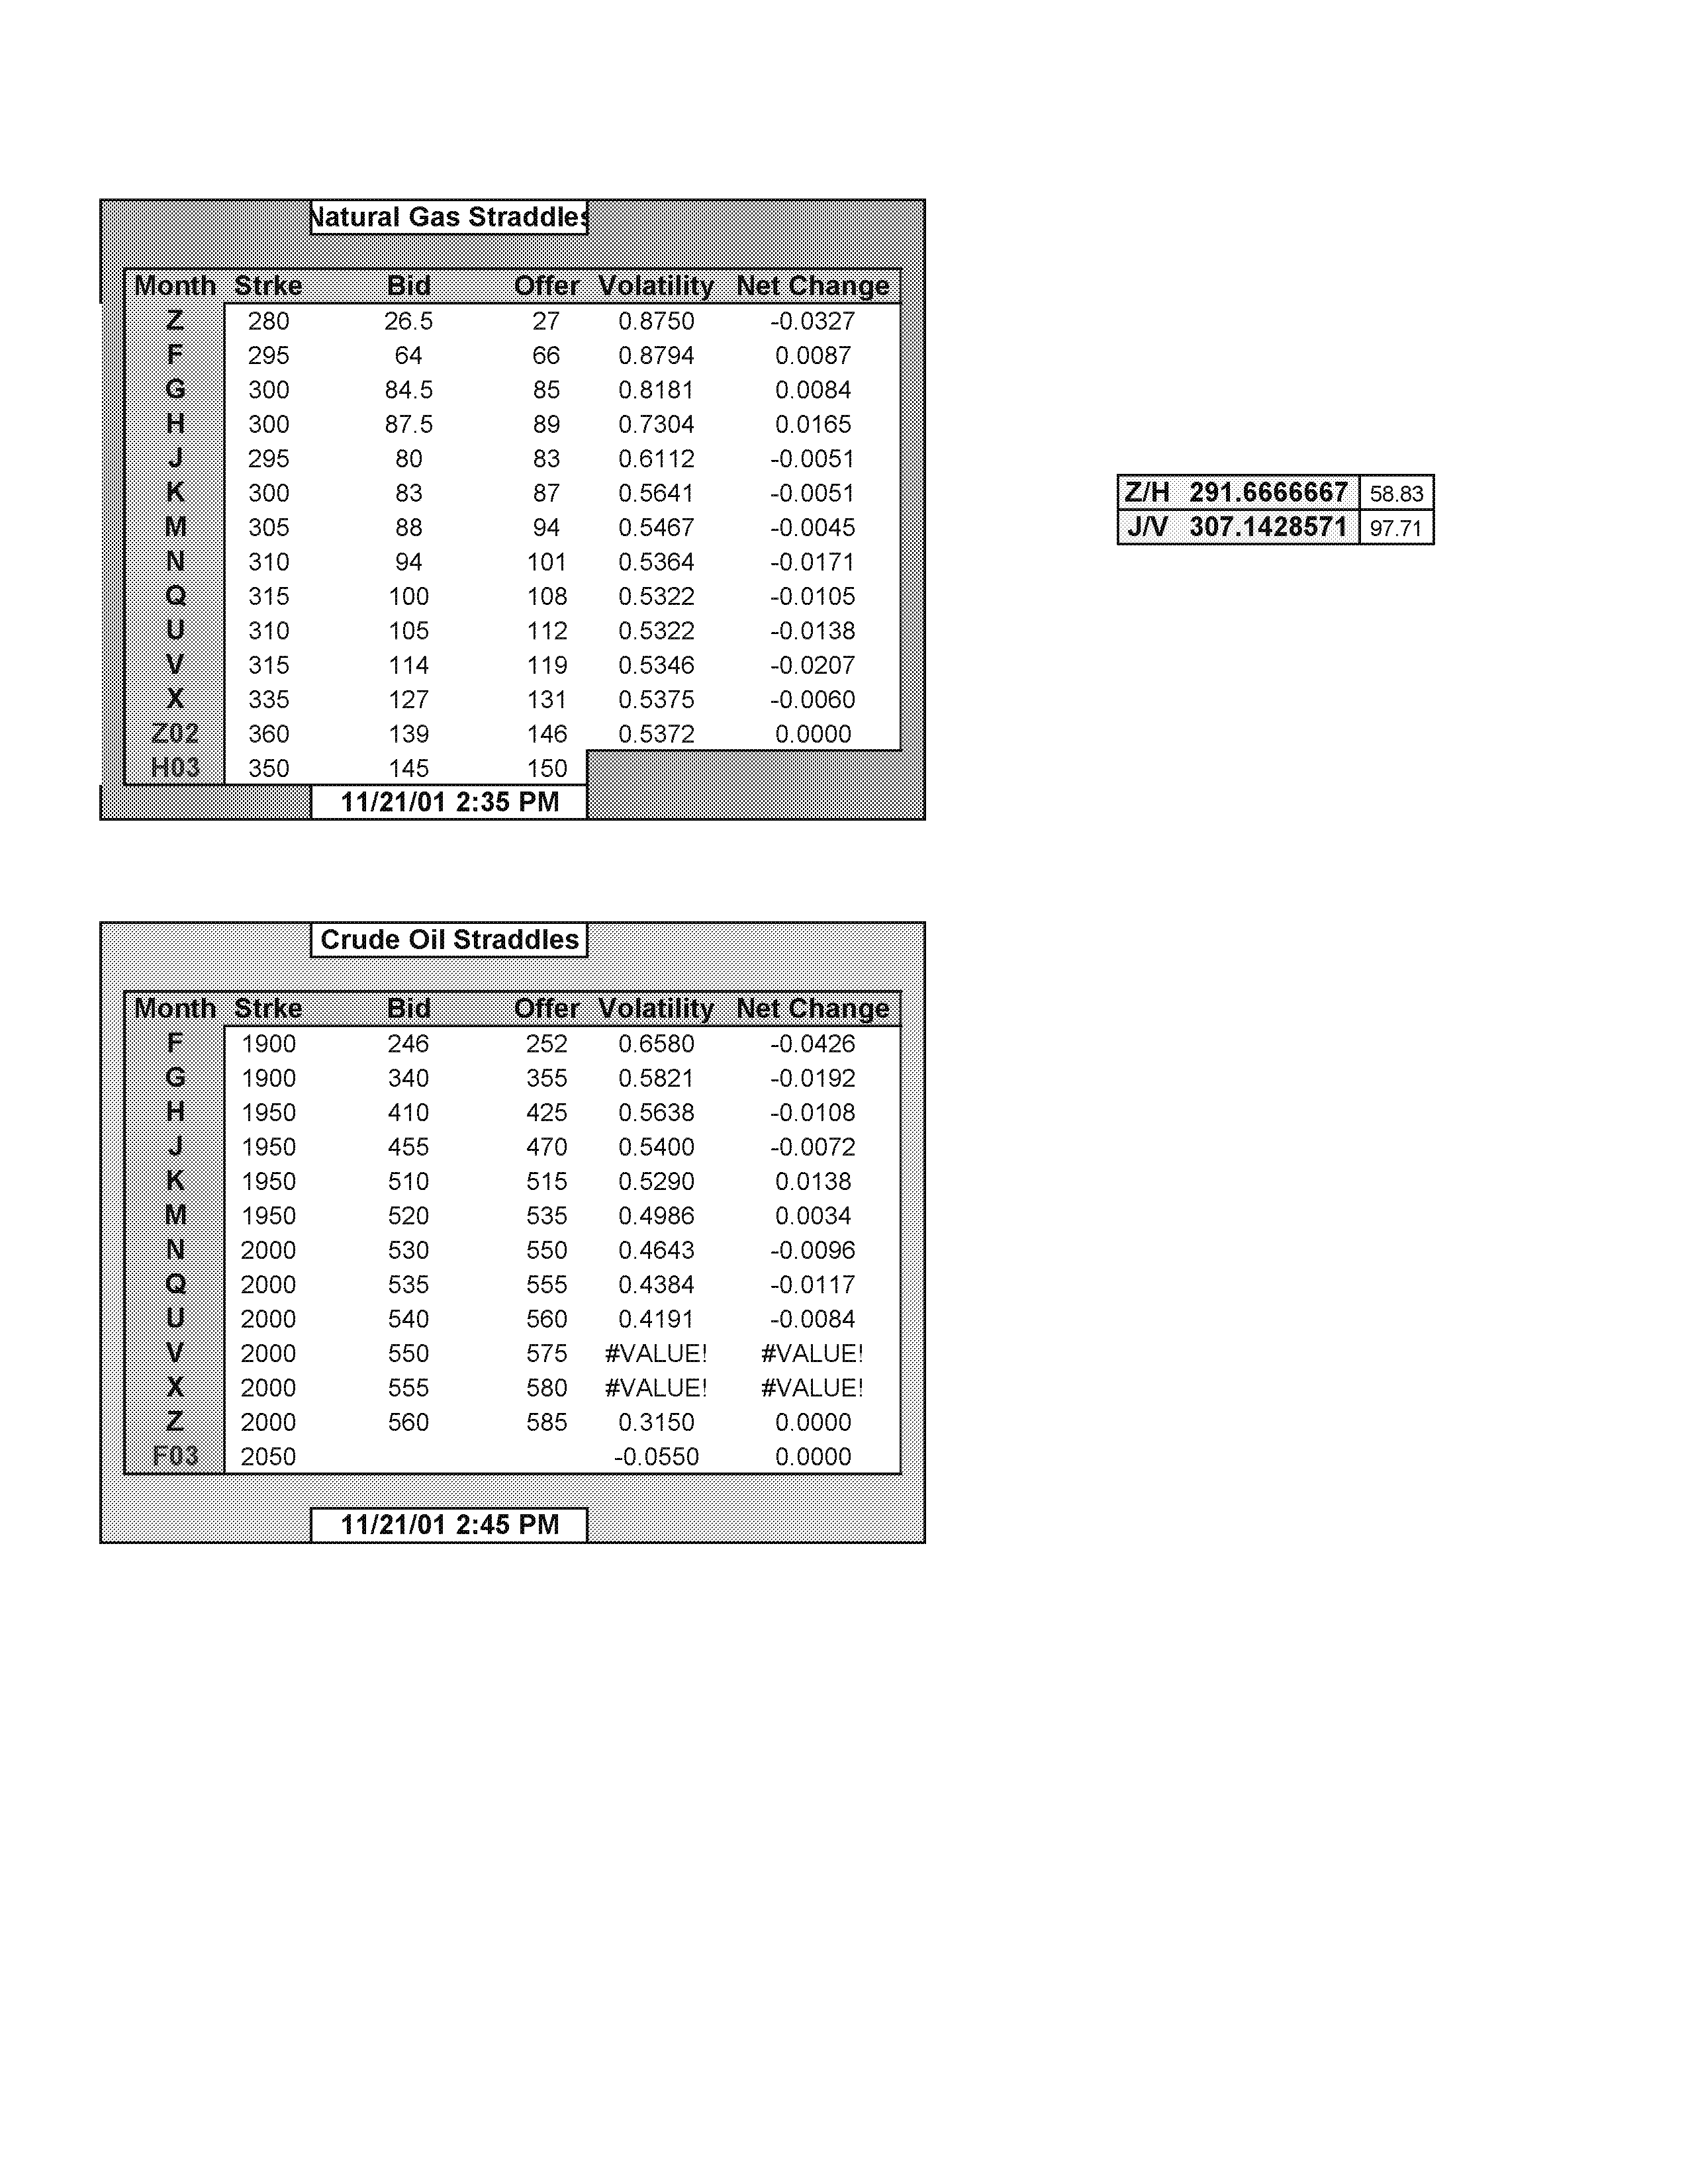 Natural Gas Straddles
Month Strke Bid Offer Volatility Net Change
Z 280 26.5 27 0.8750 -0.0327
F 295 64 66 0.8794 0.0087
G 300 84.5 85 0.8181 0.0084
H 300 87.5 89 0.7304 0.0165
J 295 80 83 0.6112 -0.0051
K 300 83 87 0.5641 -0.0051
M 305 88 94 0.5467 -0.0045
N 310 94 101 0.5364 -0.0171
Q 315 100 108 0.5322 -0.0105
U 310 105 112 0.5322 -0.0138
V 315 114 119 0.5346 -0.0207
X 335 127 131 0.5375 -0.0060
Z02 360 139 146 0.5372 0.0000
H03 350 145 150
11/21/01 2:35 PM
Z/H 291.6666667 58.83
J/V 307.1428571 97.71
Crude Oil Straddles
Month Strke Bid Offer Volatility Net Change
F 1900 246 252 0.6580 -0.0426
G 1900 340 355 0.5821 -0.0192
H 1950 410 425 0.5638 -0.0108
J 1950 455 470 0.5400 -0.0072
K 1950 510 515 0.5290 0.0138
M 1950 520 535 0.4986 0.0034
N 2000 530 550 0.4643 -0.0096
Q 2000 535 555 0.4384 -0.0117
U 2000 540 560 0.4191 -0.0084
V 2000 550 575 #VALUE! #VALUE!
X 2000 555 580 #VALUE! #VALUE!
Z 2000 560 585 0.3150 0.0000
F03 2050 -0.0550 0.0000
11/21/01 2:45 PM